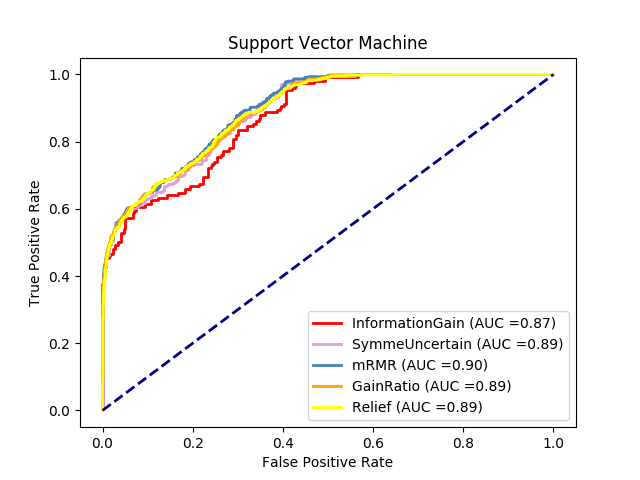 Support Vector Machine
True Positive Rate
1.0
0.8
0.6
0.4
0.2
0.0
InformationGain (AUC =0.87)
SymmeUncertain (AUC =0.89)
mRMR (AUC =0.90)
GainRatio (AUC =0.89)
Relief (AUC =0.89)
0.0 0.2 0.4 0.6 0.8 1.0
False Positive Rate